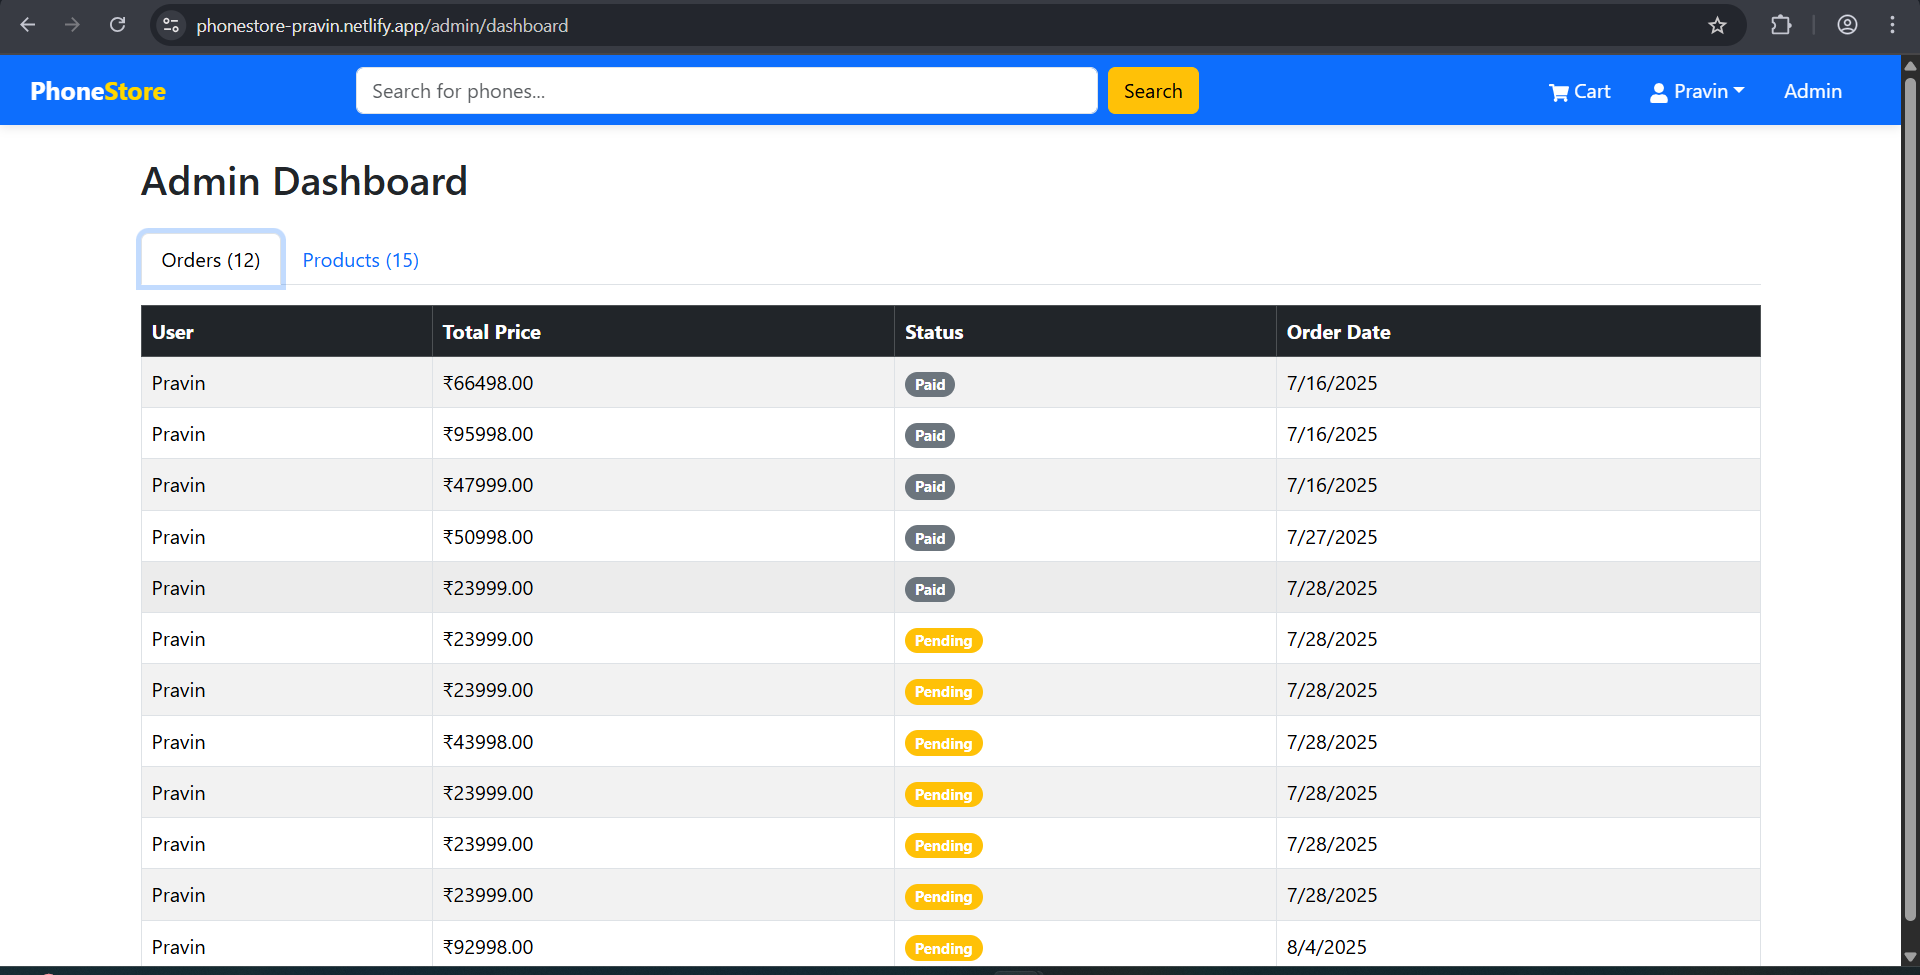 phonestore-pravin.netlify.app/admin/dashboard
PhoneStore Search for phones... Search Cart Pravin Admin
Admin Dashboard
Orders (12) Products (15)
User Total Price Status Order Date
Pravin ₹66498.00 Paid 7/16/2025
Pravin ₹95998.00 Paid 7/16/2025
Pravin ₹47999.00 Paid 7/16/2025
Pravin ₹50998.00 Paid 7/27/2025
Pravin ₹23999.00 Paid 7/28/2025
Pravin ₹23999.00 Pending 7/28/2025
Pravin ₹23999.00 Pending 7/28/2025
Pravin ₹43998.00 Pending 7/28/2025
Pravin ₹23999.00 Pending 7/28/2025
Pravin ₹23999.00 Pending 7/28/2025
Pravin ₹23999.00 Pending 7/28/2025
Pravin ₹92998.00 Pending 8/4/2025